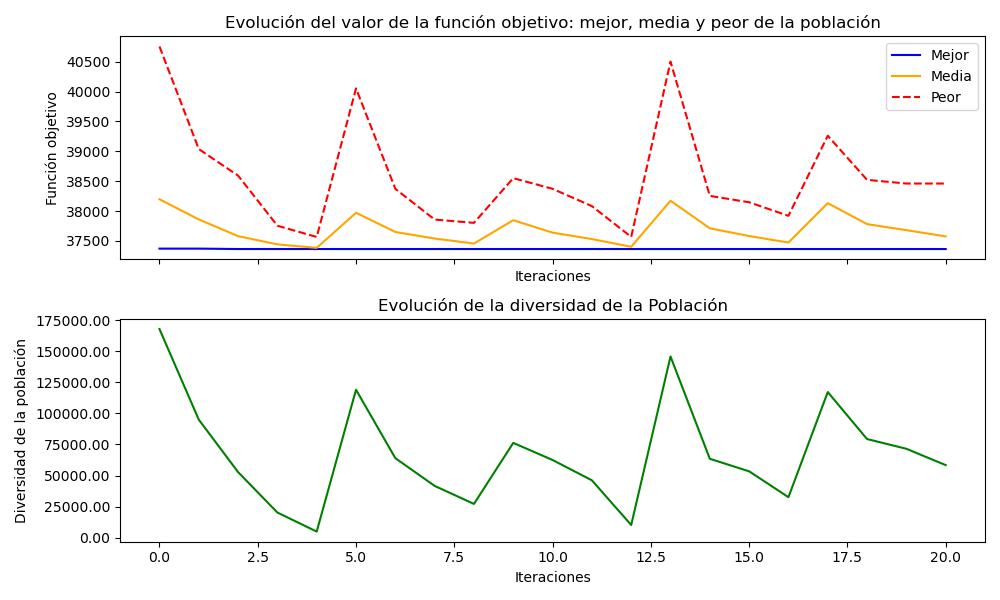 Evolución del valor de la función objetivo: mejor, media y peor de la población
Función objetivo
40500
40000
39500
39000
38500
38000
37500
Mejor
Media
Peor
Iteraciones
Evolución de la diversidad de la Población
Diversidad de la población
175000.00
150000.00
125000.00
100000.00
75000.00
50000.00
25000.00
0.00
0.0 2.5 5.0 7.5 10.0 12.5 15.0 17.5 20.0
Iteraciones